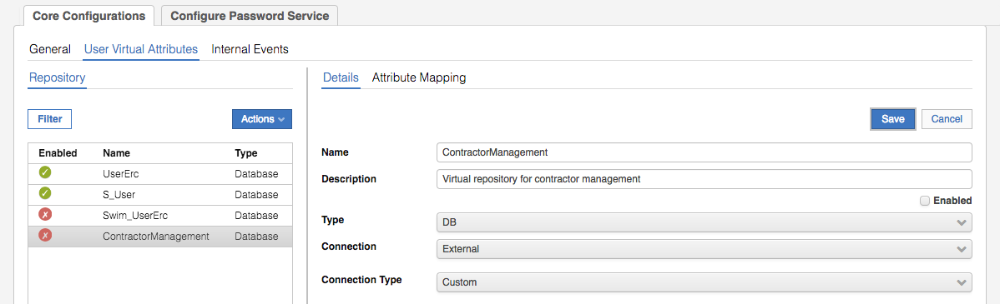 Core Configurations Configure Password Service
General User Virtual Attributes Internal Events
Repository
Filter Actions
Enabled Name Type
UserErc Database
S_User Database
Swim_UserErc Database
ContractorManagement Database
Details Attribute Mapping
Save Cancel
Name ContractorManagement
Description Virtual repository for contractor management
Enabled
Type DB
Connection External
Connection Type Custom